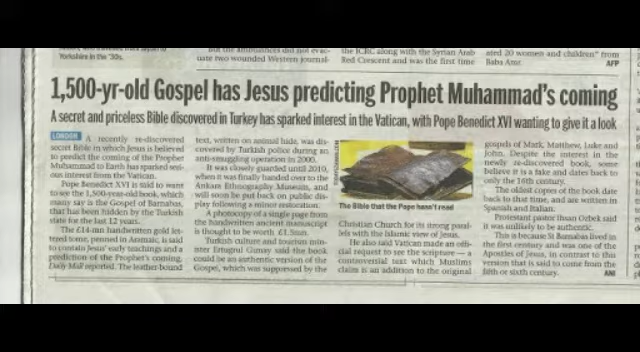 Yorkshire in the '30s.
But the ambulances did not evac-
uate two wounded Western journal-
the ICRC along with the Syrian Arab
Red Crescent and was the first time
ated 20 women and children" from
Baba Amr.
AFP
1,500-yr-old Gospel has Jesus predicting Prophet Muhammad's coming
A secret and priceless Bible discovered in Turkey has sparked interest in the Vatican, with Pope Benedict XVI wanting to give it a look
LONDON A recently re-discovered
secret Bible in which Jesus is believed
to predict the coming of the Prophet
Muhammad to Earth has sparked seri-
ous interest from the Vatican.
Pope Benedict XVI is said to want
to see the 1,500-year-old book, which
many say is the Gospel of Barnabas,
that has been hidden by the Turkish
state for the last 12 years.
The £14-mn handwritten gold let-
tered tome, penned in Aramaic, is said
to contain Jesus' early teachings and a
prediction of the Prophet's coming,
Daily Mail reported. The leather-bound
text, written on animal hide, was dis-
covered by Turkish police during an
anti-smuggling operation in 2000.
It was closely guarded until 2010,
when it was finally handed over to the
Ankara Ethnography Museum, and
will soon be put back on public dis-
play following a minor restoration.
A photocopy of a single page from
the handwritten ancient manuscript
is thought to be worth £1.5mn.
Turkish culture and tourism min-
ister Ertugrul Gunay said the book
could be an authentic version of the
Gospel, which was suppressed by the
The Bible that the Pope hasn't read
Christian Church for its strong paral-
lels with the Islamic view of Jesus.
He also said Vatican made an offi-
cial request to see the scripture – a
controversial text which Muslims
claim is an addition to the original
gospels of Mark, Matthew, Luke and
John. Despite the interest in the
newly re-discovered book, some
believe it is a fake and dates back to
only the 16th century.
The oldest copies of the book date
back to that time, and are written in
Spanish and Italian.
Protestant pastor Ihsan Ozbek said
it was unlikely to be authentic.
This is because St Barnabas lived in
the first century and was one of the
Apostles of Jesus, in contrast to this
version that is said to come from the
fifth or sixth century.
ANI